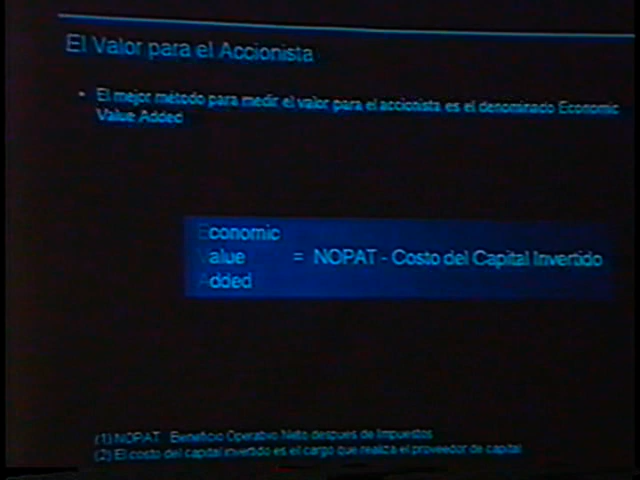 El Valor para el Accionista
• El mejor método para medir el valor para el accionista es el denominado Economic
Value Added
Economic
Value = NOPAT - Costo del Capital Invertido
Added
(1) NOPAT Beneficio Operativo Neto despues de Impuestos
(2) El costo del capital invertido es el cargo que realiza el proveedor de capital